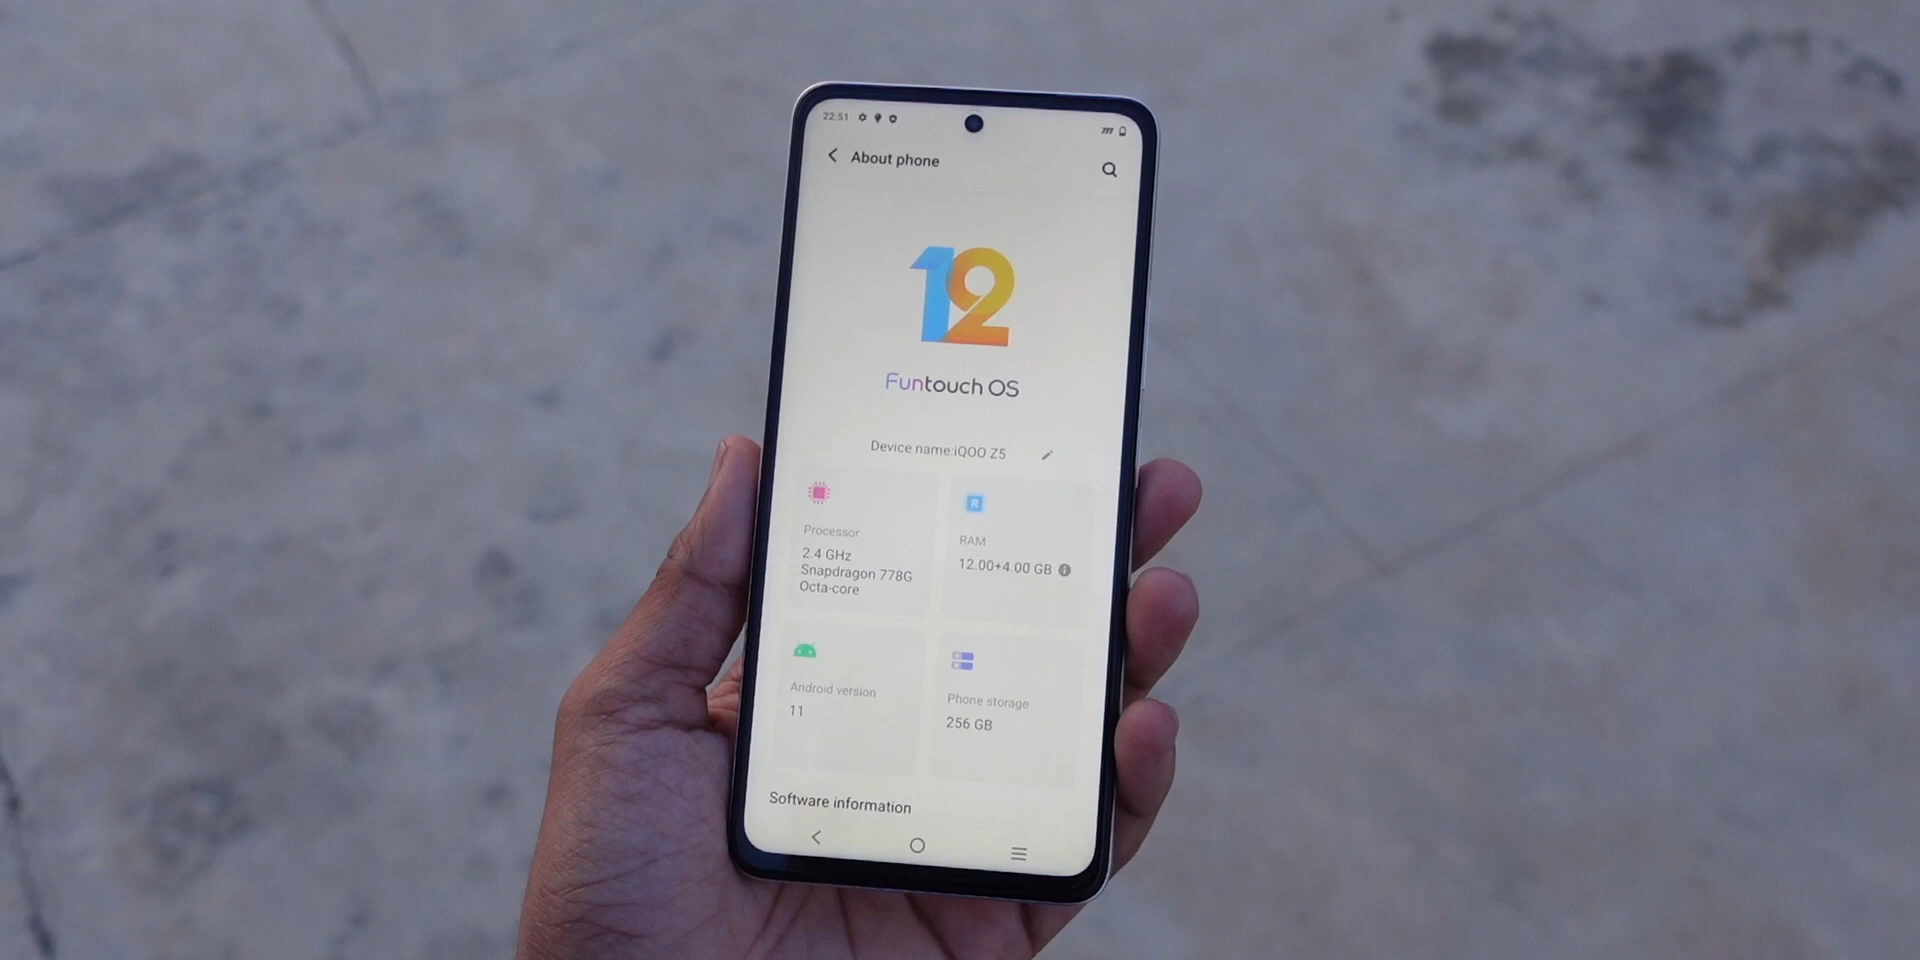 22:51
About phone
12
Funtouch OS
Device name:iQOO Z5
R
Processor
2.4 GHz
Snapdragon 778G
Octa-core
RAM
12.00+4.00 GB
Android version
11
Phone storage
256 GB
Software information